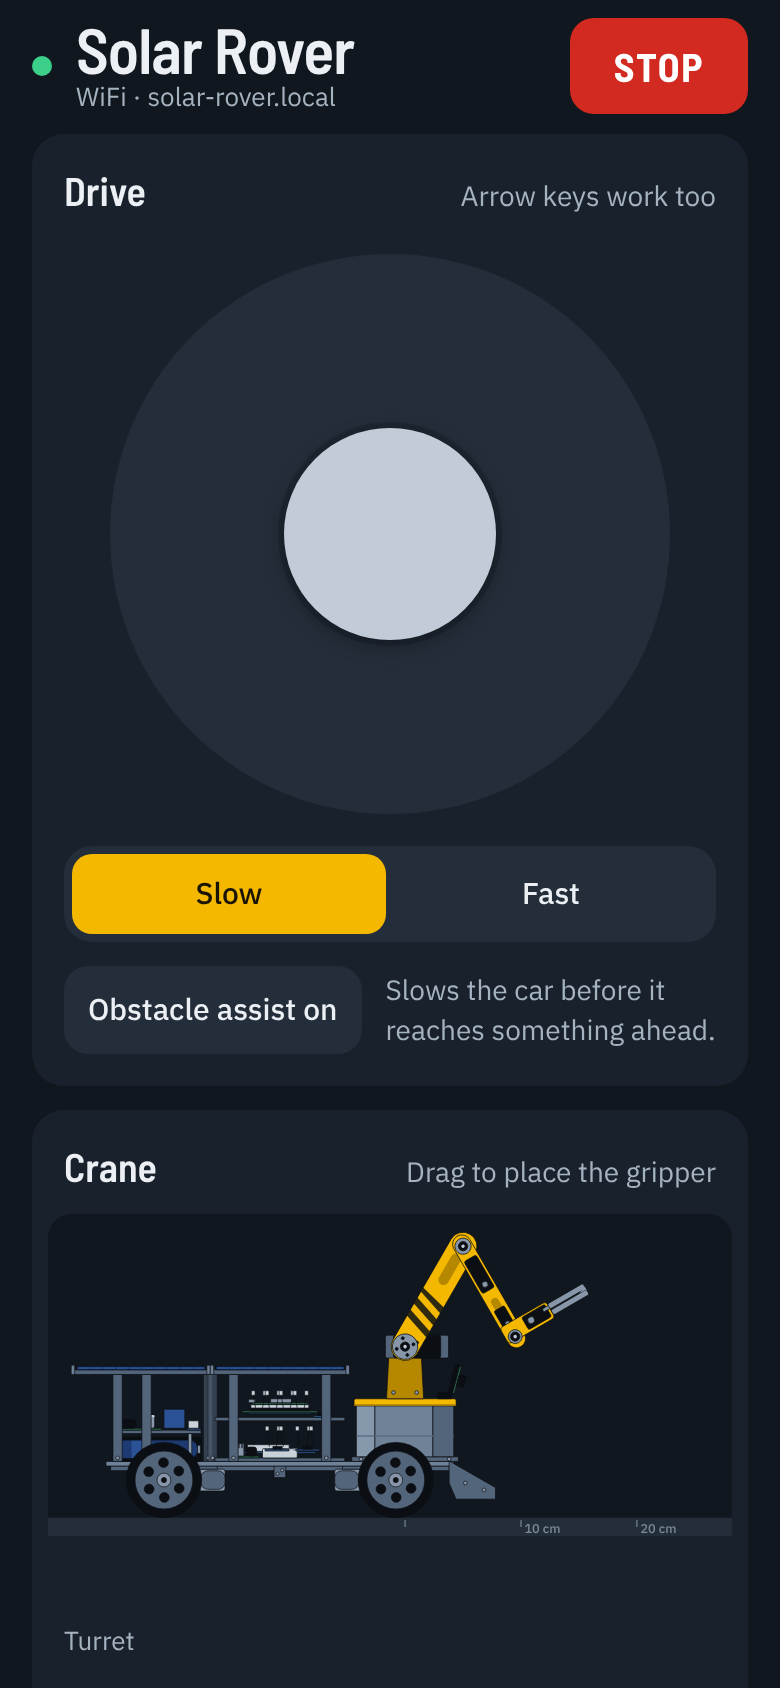 Solar Rover
WiFi · solar-rover.local
STOP
Drive
Arrow keys work too
Slow
Fast
Obstacle assist on
Slows the car before it
reaches something ahead.
Crane
Drag to place the gripper
10 cm
20 cm
Turret